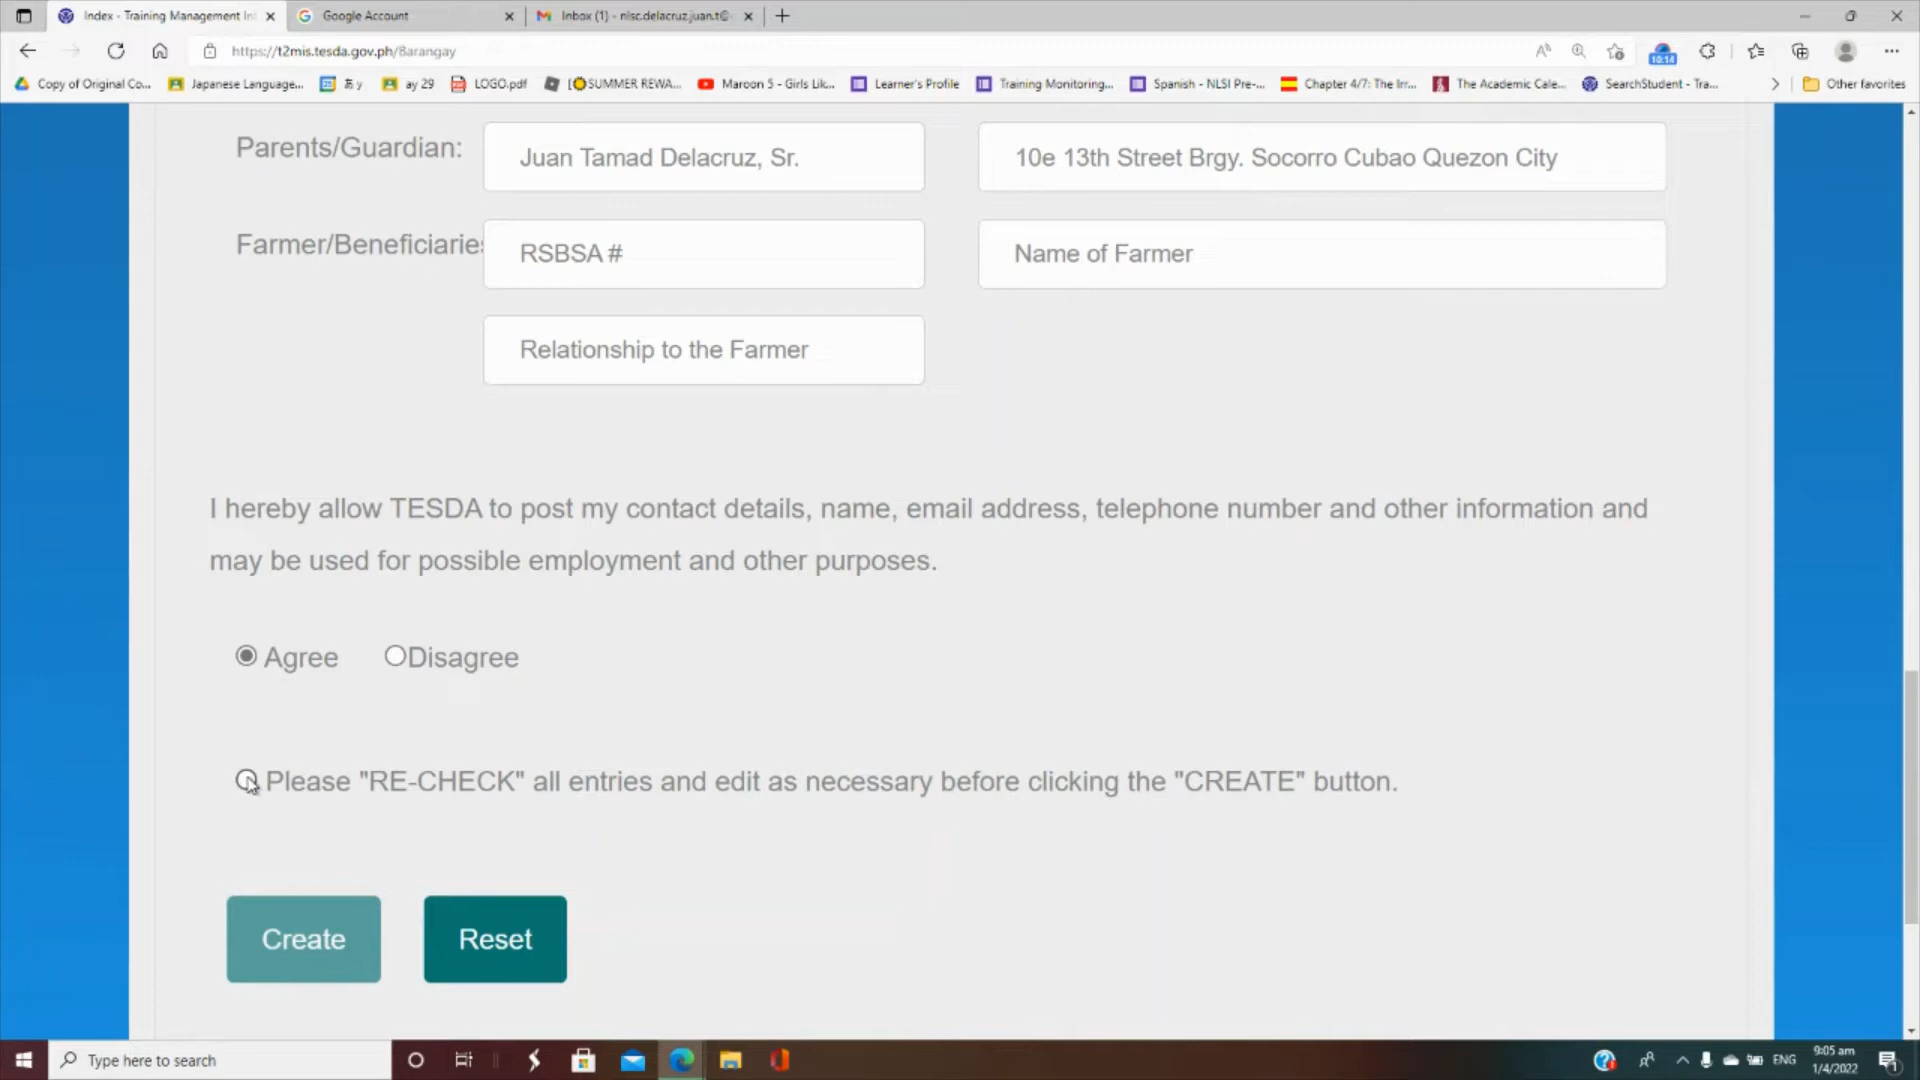 Index - Training Management In
Google Account
Inbox (1) - nlsc.delacruz.juan.t@
https://t2mis.tesda.gov.ph/Barangay
10:14
Copy of Original Co...
Japanese Language...
あぅ
ay 29
LOGO.pdf
SUMMER REWA...
Maroon 5 - Girls Lik...
Learner's Profile
Training Monitoring...
Spanish - NLSI Pre-...
Chapter 4/7: The Irr...
The Academic Cale...
SearchStudent - Tra...
Other favorites
Parents/Guardian:
Juan Tamad Delacruz, Sr.
10e 13th Street Brgy. Socorro Cubao Quezon City
Farmer/Beneficiaries
RSBSA #
Name of Farmer
Relationship to the Farmer
I hereby allow TESDA to post my contact details, name, email address, telephone number and other information and
may be used for possible employment and other purposes.
Agree
Disagree
Please "RE-CHECK" all entries and edit as necessary before clicking the "CREATE" button.
Create
Reset
Type here to search
ENG
9:05 am
1/4/2022